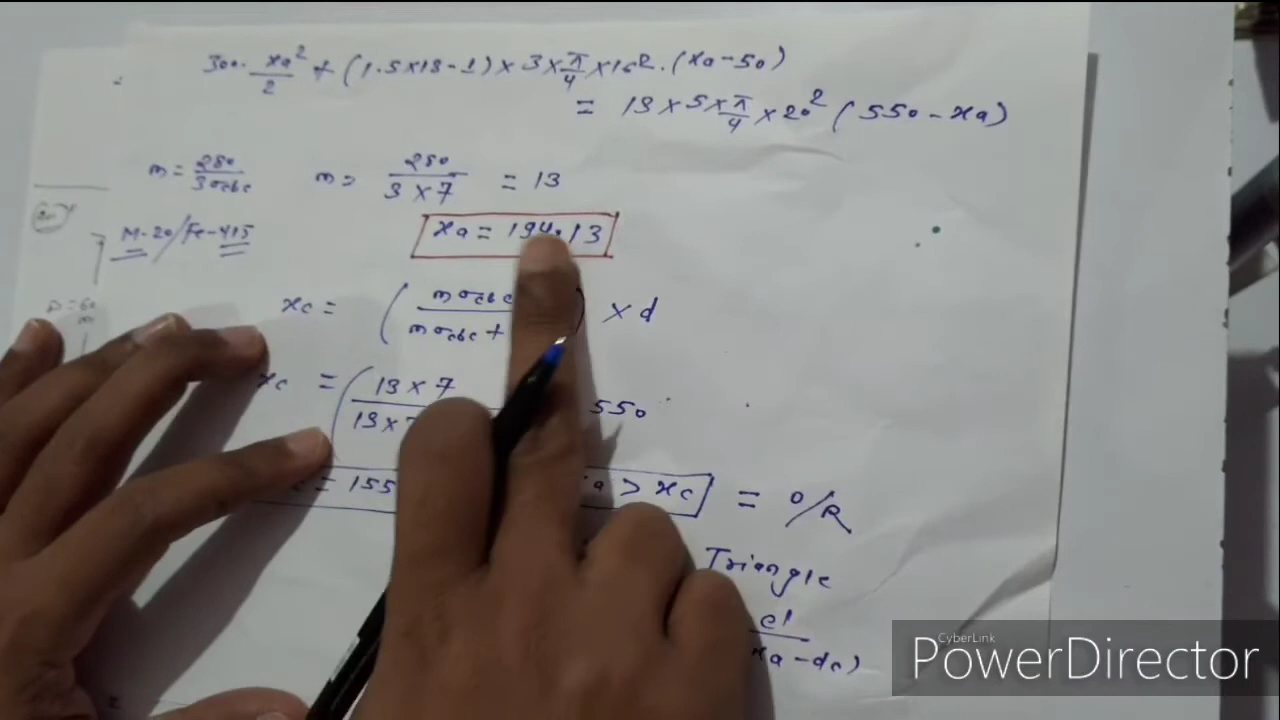 300. xa²/2 + (1.5x13-1) x 3 x π/4 x 16². (xa-50)
= 13 x 5 x π/4 x 20² (550-xa)
m = 280/3σcbc m = 280/3 x 7 = 13
M-20/Fe-415
xa = 194.13
xc = ( mσcbc / mσcbc + ) x d
xc = ( 13 x 7 / 13 x 7 550
= 155 > xc = O/R
Triangle
c1 / xa-dc)
CyberLink
PowerDirector